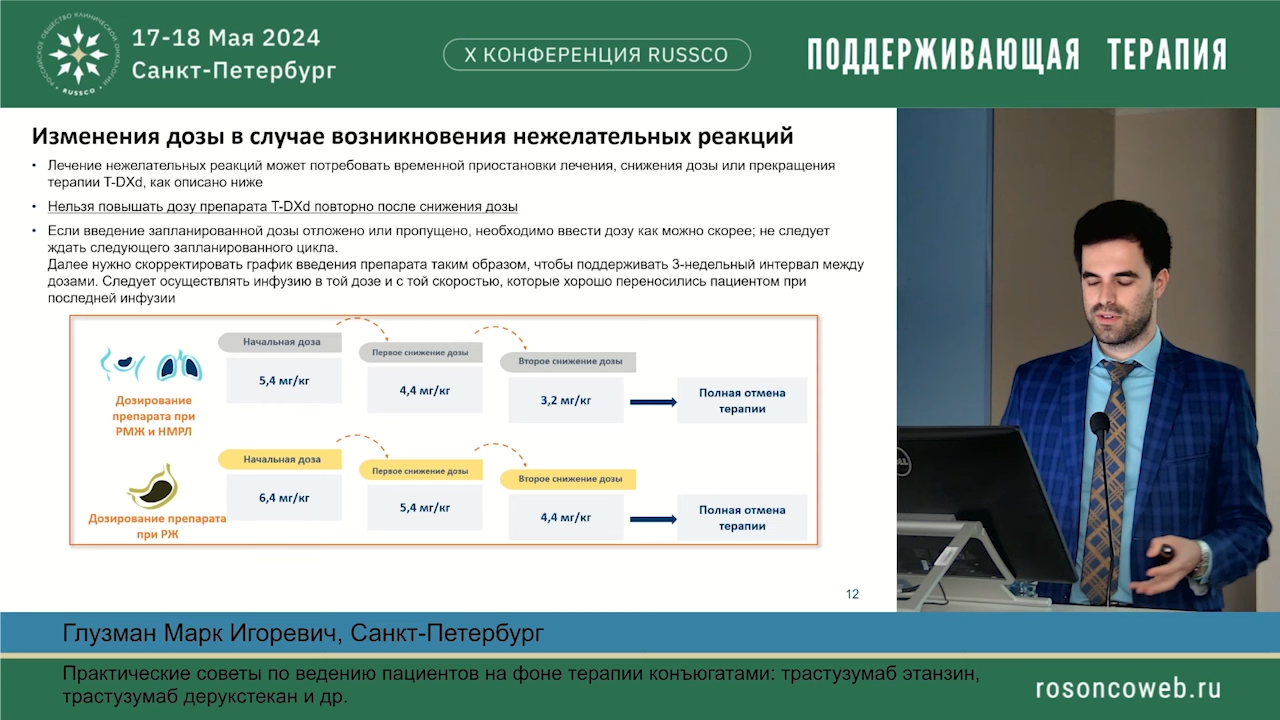 РОССИЙСКОЕ ОБЩЕСТВО КЛИНИЧЕСКОЙ ОНКОЛОГИИ
• RUSSCO •
17-18 Мая 2024
Санкт-Петербург
X КОНФЕРЕНЦИЯ RUSSCO
ПОДДЕРЖИВАЮЩАЯ ТЕРАПИЯ
Изменения дозы в случае возникновения нежелательных реакций
• Лечение нежелательных реакций может потребовать временной приостановки лечения, снижения дозы или прекращения
терапии T-DXd, как описано ниже
• Нельзя повышать дозу препарата T-DXd повторно после снижения дозы
• Если введение запланированной дозы отложено или пропущено, необходимо ввести дозу как можно скорее; не следует
ждать следующего запланированного цикла.
Далее нужно скорректировать график введения препарата таким образом, чтобы поддерживать 3-недельный интервал между
дозами. Следует осуществлять инфузию в той дозе и с той скоростью, которые хорошо переносились пациентом при
последней инфузии
Дозирование
препарата при
РМЖ и НМРЛ
Начальная доза
5,4 мг/кг
Первое снижение дозы
4,4 мг/кг
Второе снижение дозы
3,2 мг/кг
Полная отмена
терапии
Дозирование препарата
при РЖ
Начальная доза
6,4 мг/кг
Первое снижение дозы
5,4 мг/кг
Второе снижение дозы
4,4 мг/кг
Полная отмена
терапии
12
DELL
Глузман Марк Игоревич, Санкт-Петербург
Практические советы по ведению пациентов на фоне терапии конъюгатами: трастузумаб этанзин,
трастузумаб дерукстекан и др.
rosoncoweb.ru